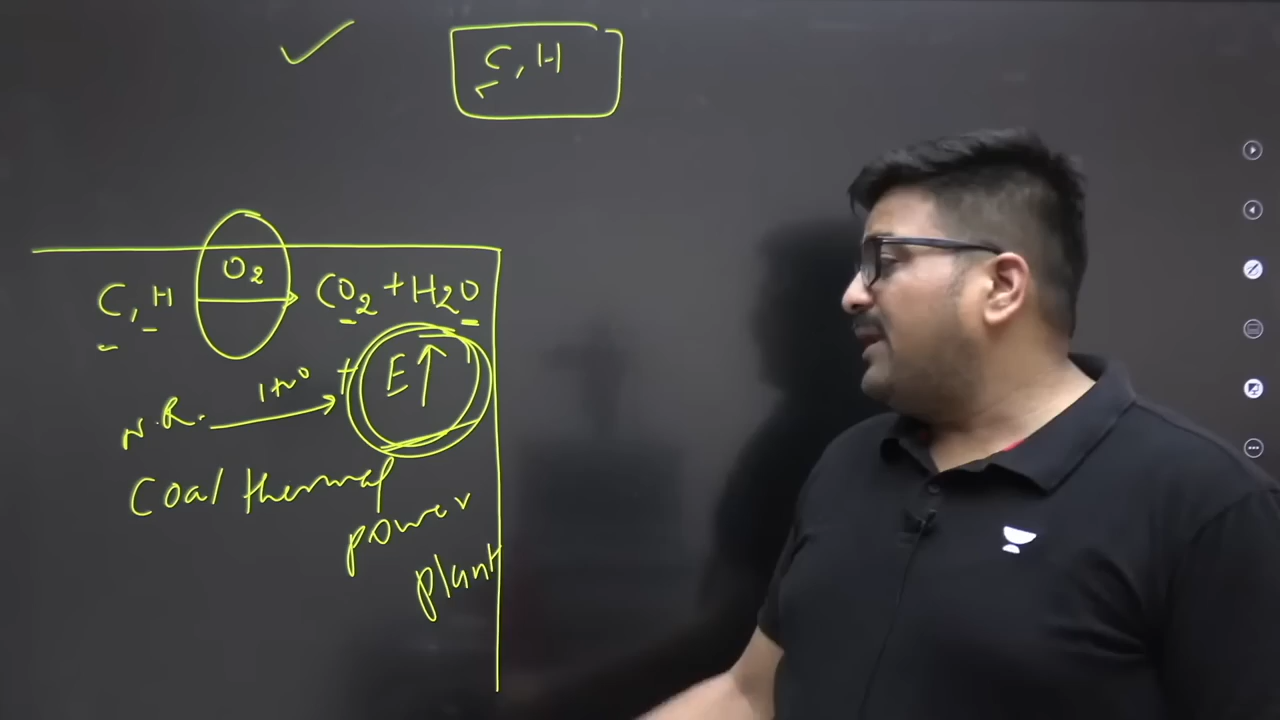 C, H
O2
C, H → CO2 + H2O
+ E ↑
N.R. →
Coal thermal
power
plant